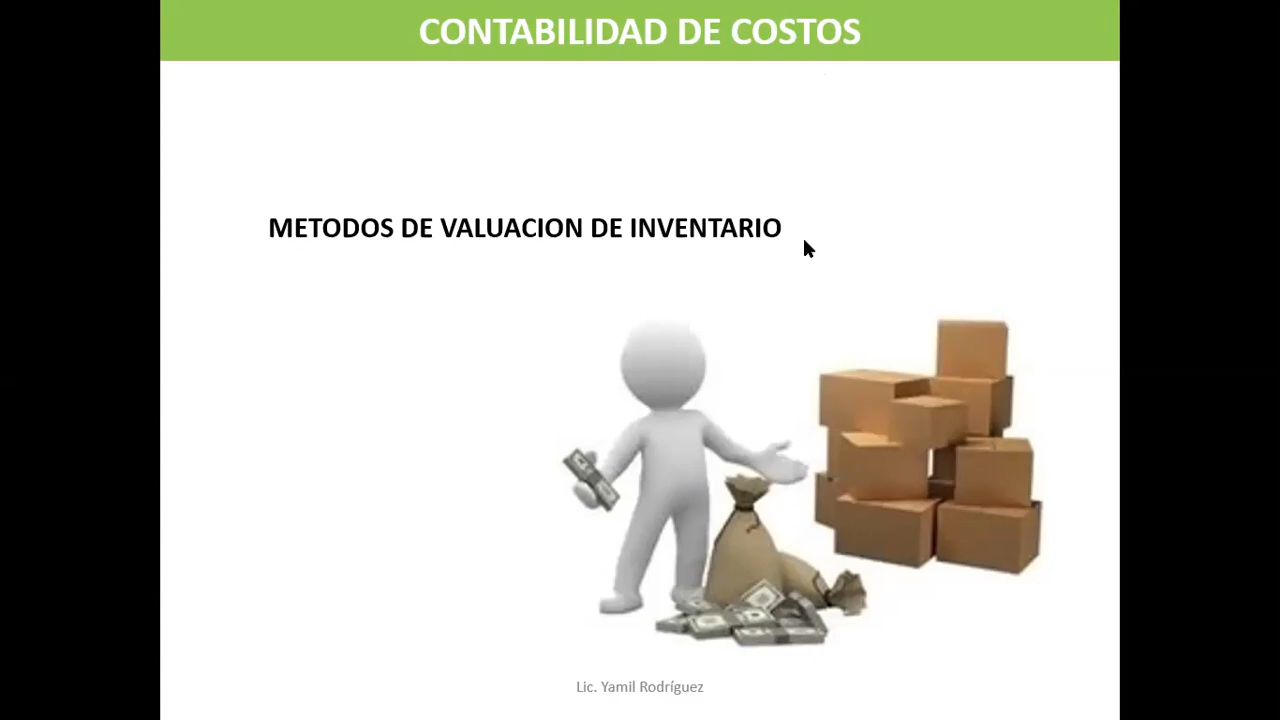 CONTABILIDAD DE COSTOS
METODOS DE VALUACION DE INVENTARIO
Lic. Yamil Rodríguez